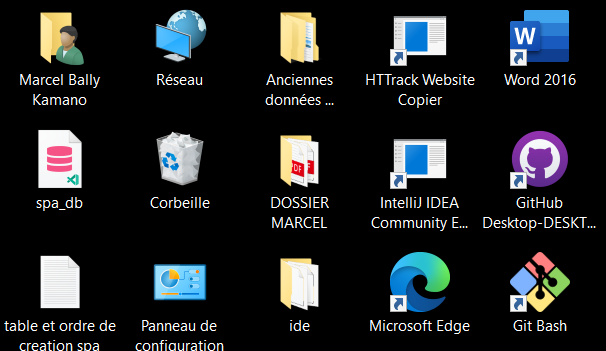 Marcel Bally
Kamano
Réseau
Anciennes
données ...
HTTrack Website
Copier
W
Word 2016
spa_db
Corbeille
PDF
PDF
DOSSIER
MARCEL
IntelliJ IDEA
Community E...
GitHub
Desktop-DESKT...
table et ordre de
creation spa
Panneau de
configuration
ide
Microsoft Edge
Git Bash